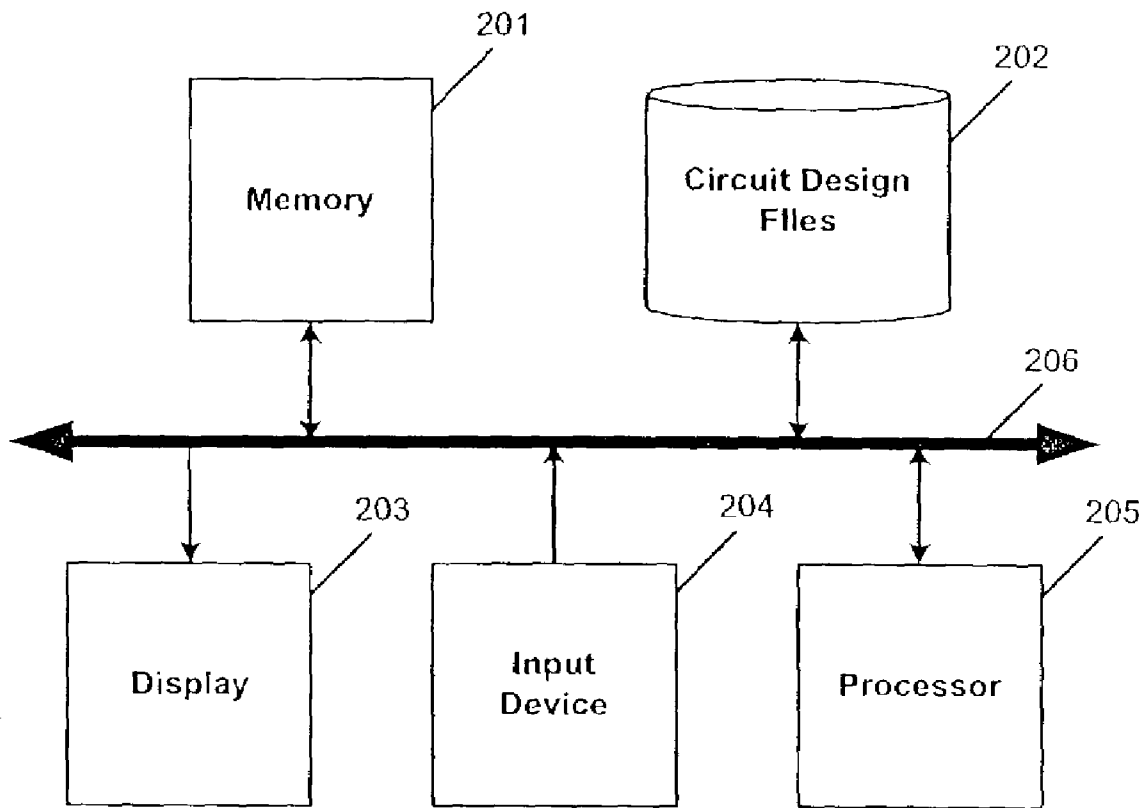 201
202
Memory
Circuit Design
FIles
206
203
204
205
Display
Input
Device
Processor